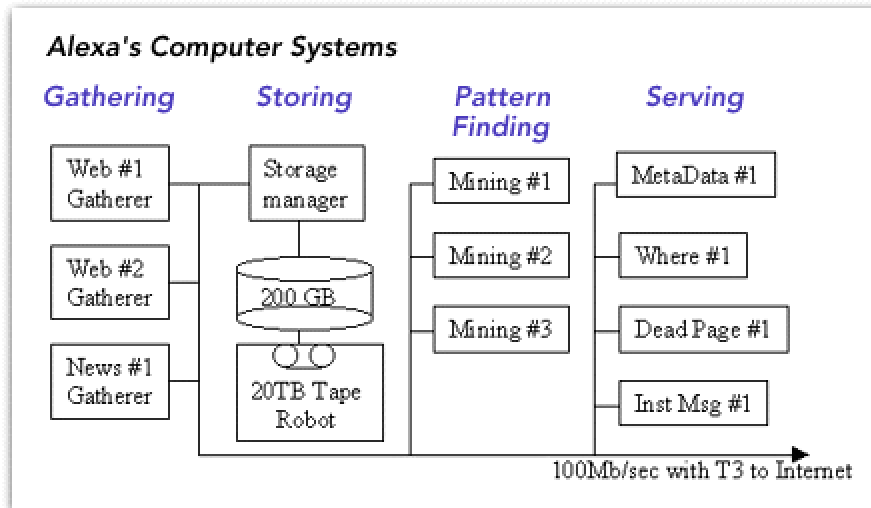 Alexa's Computer Systems
Gathering
Storing
Pattern
Finding
Serving
Web #1
Gatherer
Web #2
Gatherer
News #1
Gatherer
Storage
manager
200 GB
20TB Tape
Robot
Mining #1
Mining #2
Mining #3
MetaData #1
Where #1
Dead Page #1
Inst Msg #1
100Mb/sec with T3 to Internet